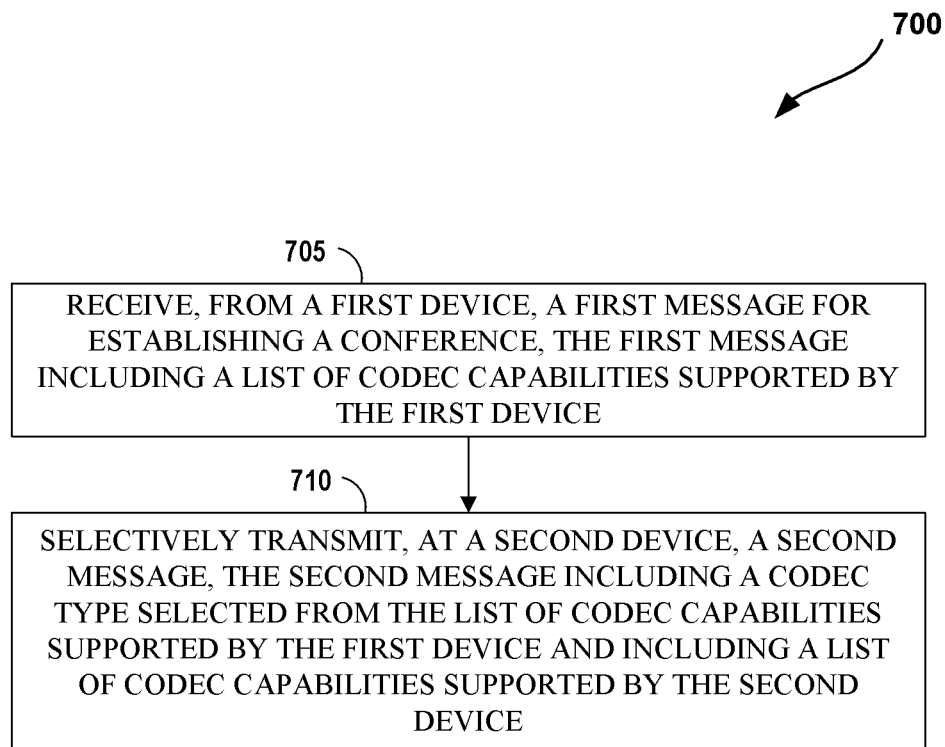 700
705
RECEIVE, FROM A FIRST DEVICE, A FIRST MESSAGE FOR
ESTABLISHING A CONFERENCE, THE FIRST MESSAGE
INCLUDING A LIST OF CODEC CAPABILITIES SUPPORTED BY
THE FIRST DEVICE
710
SELECTIVELY TRANSMIT, AT A SECOND DEVICE, A SECOND
MESSAGE, THE SECOND MESSAGE INCLUDING A CODEC
TYPE SELECTED FROM THE LIST OF CODEC CAPABILITIES
SUPPORTED BY THE FIRST DEVICE AND INCLUDING A LIST
OF CODEC CAPABILITIES SUPPORTED BY THE SECOND
DEVICE